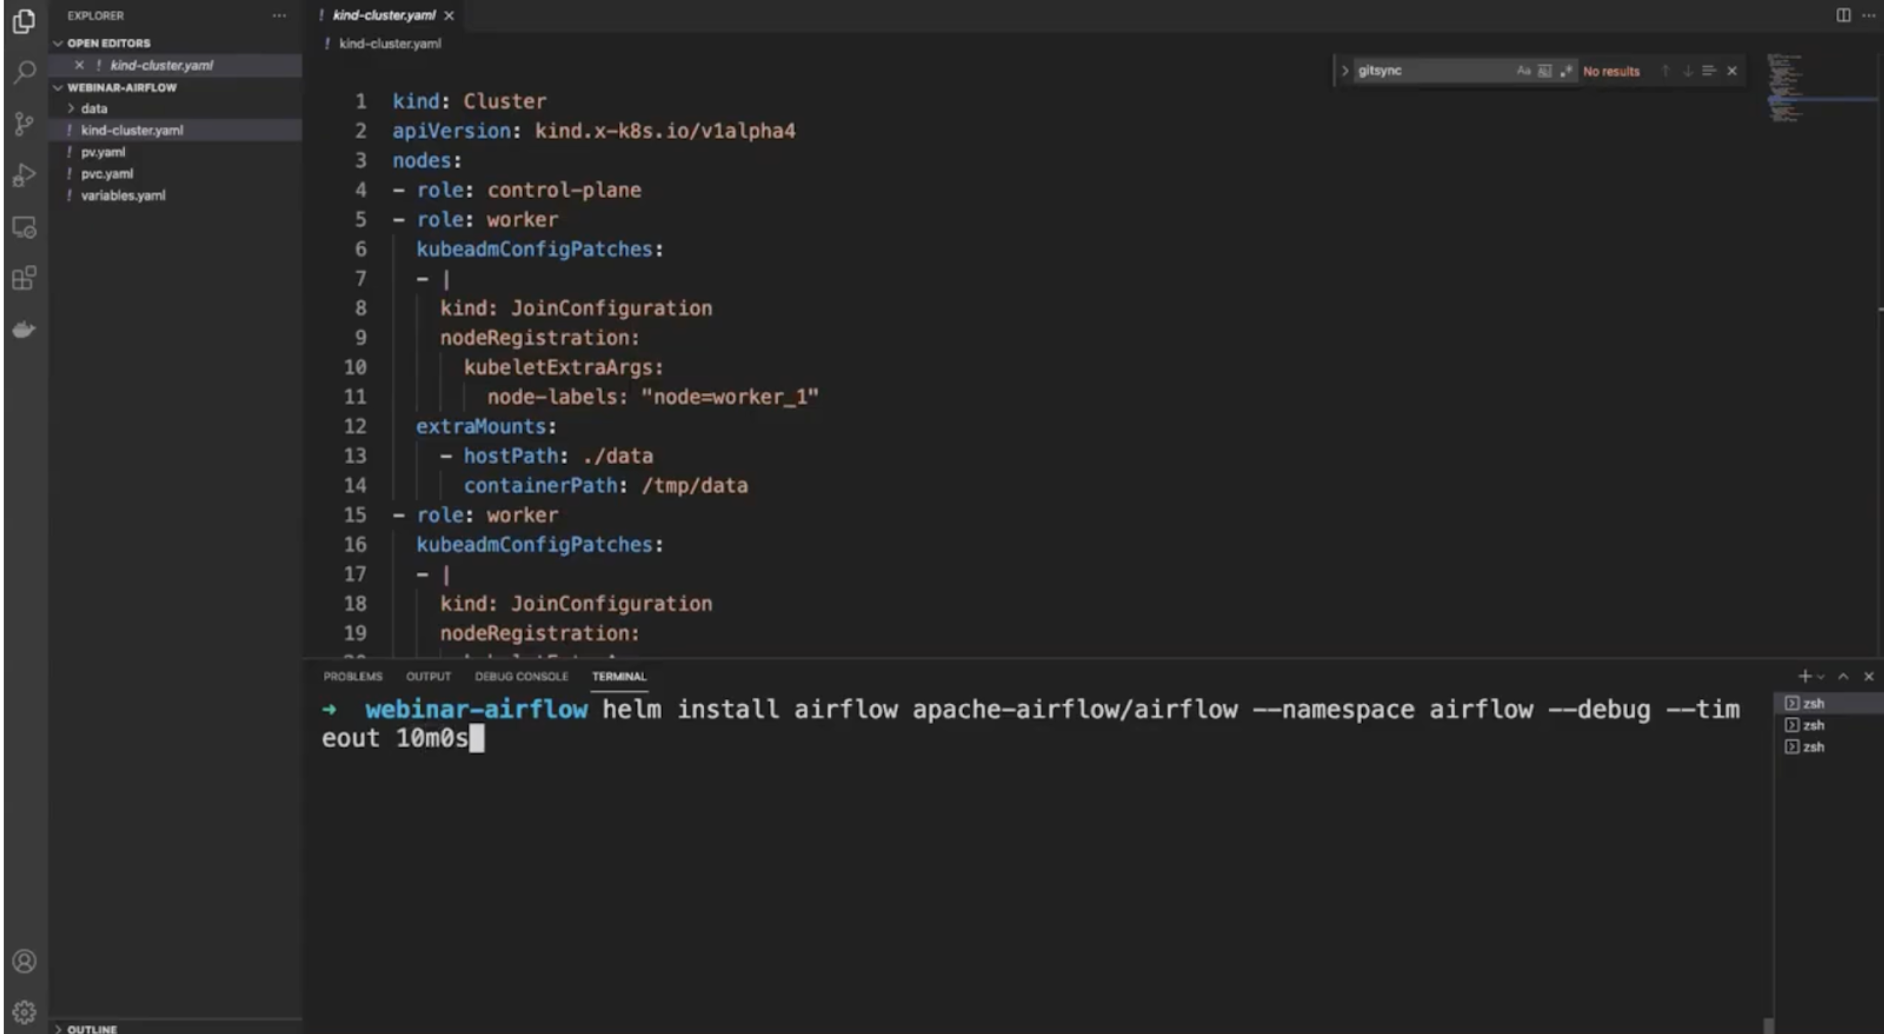 EXPLORER
OPEN EDITORS
! kind-cluster.yaml
WEBINAR-AIRFLOW
data
kind-cluster.yaml
! pv.yaml
! pvc.yaml
! variables.yaml
OUTLINE
! kind-cluster.yaml
! kind-cluster.yaml
gitsync Aa ab No results
1 kind: Cluster
2 apiVersion: kind.x-k8s.io/v1alpha4
3 nodes:
4 - role: control-plane
5 - role: worker
6 kubeadmConfigPatches:
7 - |
8 kind: JoinConfiguration
9 nodeRegistration:
10 kubeletExtraArgs:
11 node-labels: "node=worker_1"
12 extraMounts:
13 - hostPath: ./data
14 containerPath: /tmp/data
15 - role: worker
16 kubeadmConfigPatches:
17 - |
18 kind: JoinConfiguration
19 nodeRegistration:
PROBLEMS OUTPUT DEBUG CONSOLE TERMINAL
→ webinar-airflow helm install airflow apache-airflow/airflow --namespace airflow --debug --tim
eout 10m0s
zsh
zsh
zsh